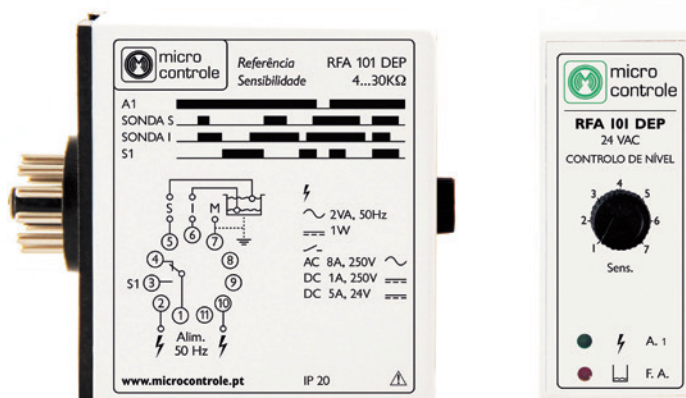 micro
controle
Referência RFA 101 DEP
Sensibilidade 4...30KΩ
A1
SONDA S
SONDA I
S1
S I M
5 6 7
4 8
S1 3 9
2 1 11 10
Alim.
50 Hz
2VA, 50Hz
1W
AC 8A, 250V
DC 1A, 250V
DC 5A, 24V
www.microcontrole.pt IP 20
micro
controle
RFA 101 DEP
24 VAC
CONTROLO DE NÍVEL
1 2 3 4 5 6 7
Sens.
A. 1
F. A.